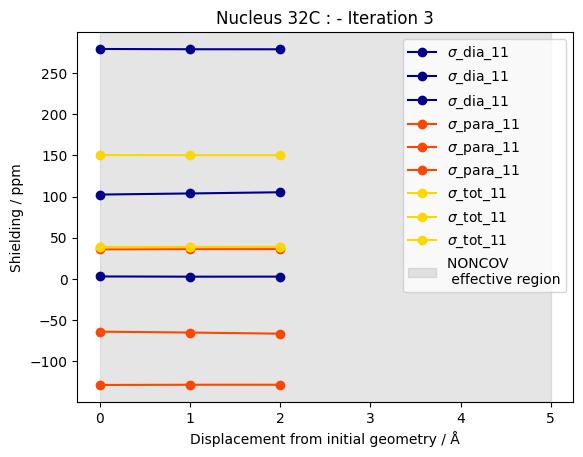 Nucleus 32C : - Iteration 3
Shielding / ppm
250
200
150
100
50
0
−50
−100
0
1
2
3
4
5
Displacement from initial geometry / Å
σ_dia_11
σ_dia_11
σ_dia_11
σ_para_11
σ_para_11
σ_para_11
σ_tot_11
σ_tot_11
σ_tot_11
NONCOV
effective region